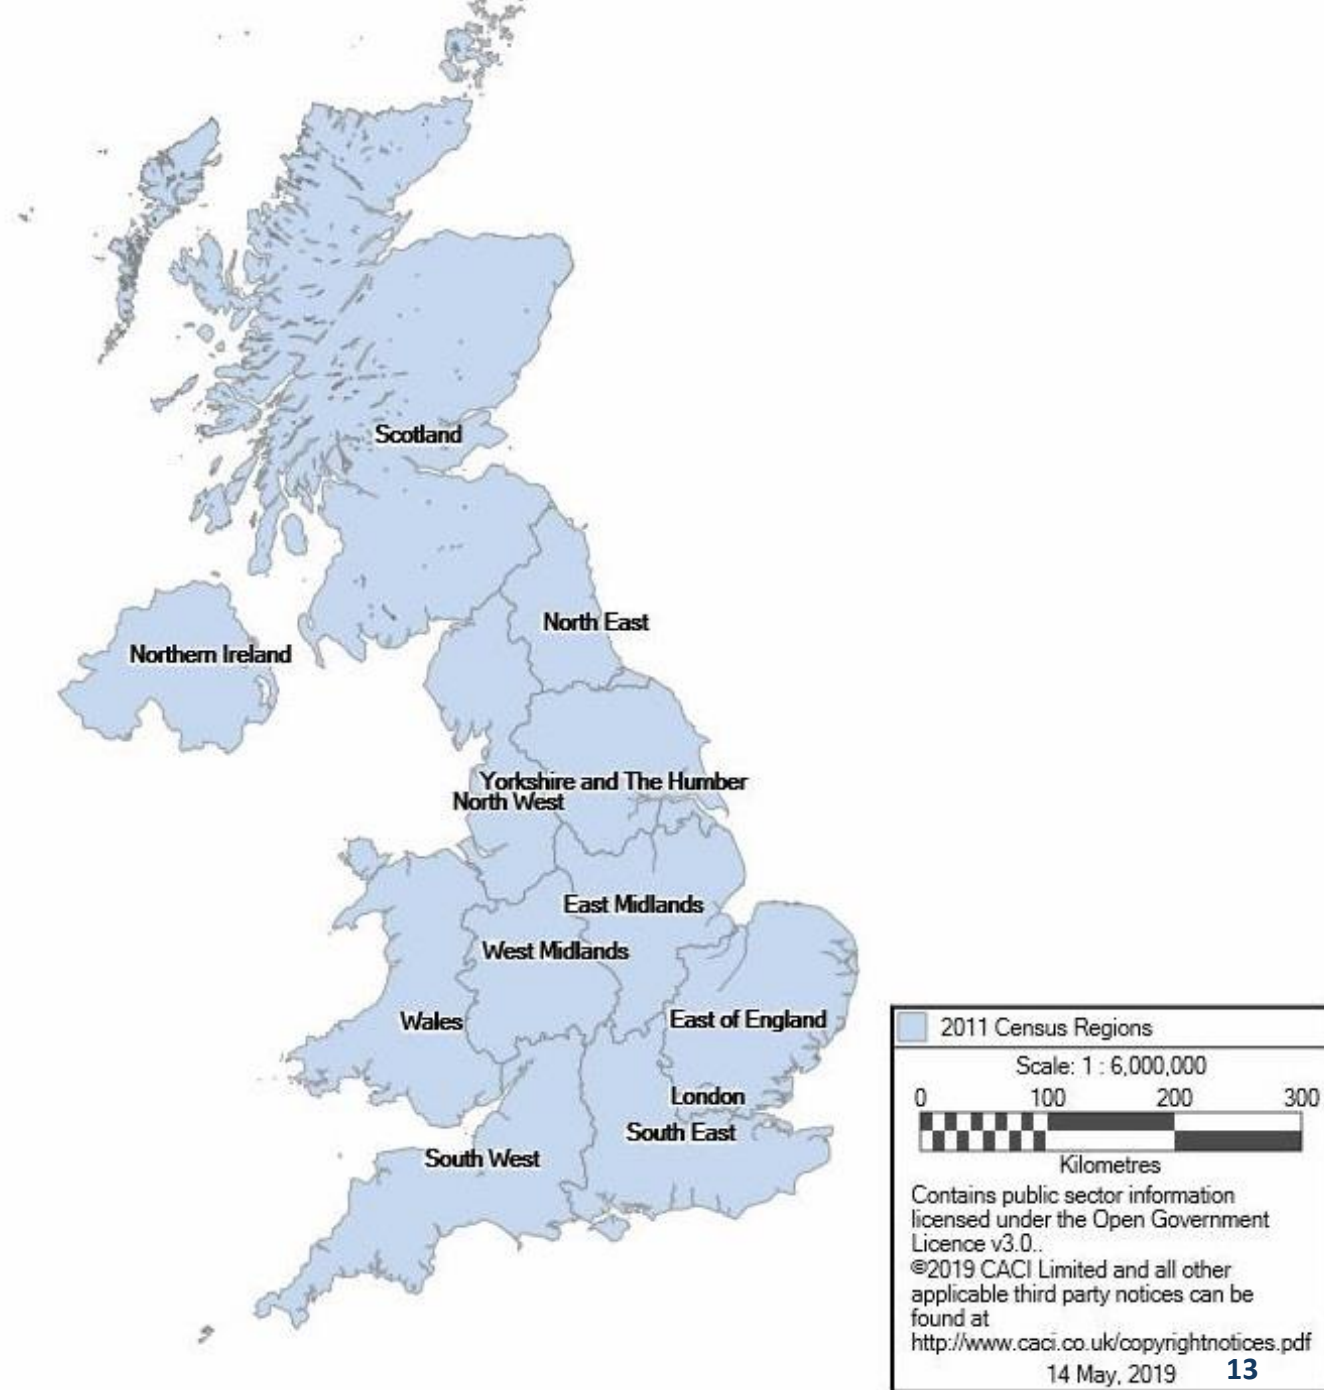 Scotland
North East
Northern Ireland
Yorkshire and The Humber
North West
East Midlands
West Midlands
Wales
East of England
London
South East
South West
2011 Census Regions
Scale: 1 : 6,000,000
0 100 200 300
Kilometres
Contains public sector information
licensed under the Open Government
Licence v3.0..
©2019 CACI Limited and all other
applicable third party notices can be
found at
http://www.caci.co.uk/copyrightnotices.pdf
14 May, 2019 13